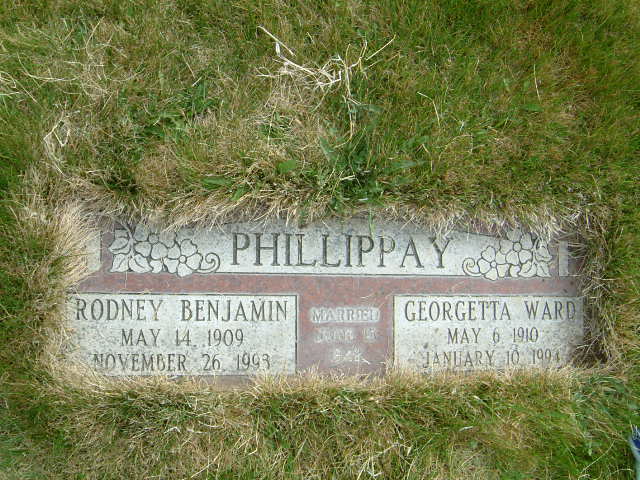 PHILLIPPAY
RODNEY BENJAMIN
MAY 14 1909
NOVEMBER 26 1993
MARRIED
GEORGETTA WARD
MAY 6 1910
JANUARY 10 1994